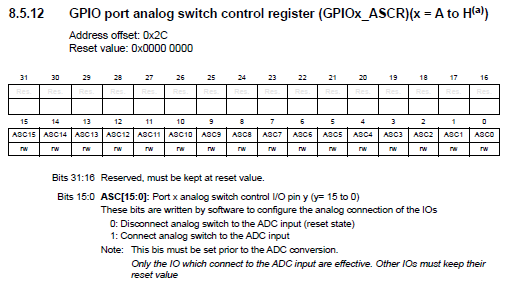 8.5.12 GPIO port analog switch control register (GPIOx_ASCR)(x = A to H(a))
Address offset: 0x2C
Reset value: 0x0000 0000
31 30 29 28 27 26 25 24 23 22 21 20 19 18 17 16
Res. Res. Res. Res. Res. Res. Res. Res. Res. Res. Res. Res. Res. Res. Res. Res.
15 14 13 12 11 10 9 8 7 6 5 4 3 2 1 0
ASC15 ASC14 ASC13 ASC12 ASC11 ASC10 ASC9 ASC8 ASC7 ASC6 ASC5 ASC4 ASC3 ASC2 ASC1 ASC0
rw rw rw rw rw rw rw rw rw rw rw rw rw rw rw rw
Bits 31:16 Reserved, must be kept at reset value.
Bits 15:0 ASC[15:0]: Port x analog switch control I/O pin y (y= 15 to 0)
These bits are written by software to configure the analog connection of the IOs
0: Disconnect analog switch to the ADC input (reset state)
1: Connect analog switch to the ADC input
Note: This bis must be set prior to the ADC conversion.
Only the IO which connect to the ADC input are effective. Other IOs must keep their
reset value